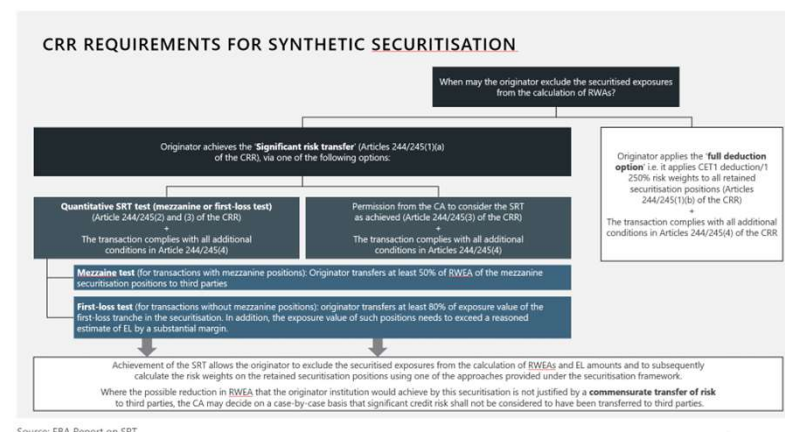 CRR REQUIREMENTS FOR SYNTHETIC SECURITISATION
When may the originator exclude the securitised exposures
from the calculation of RWAs?
Originator achieves the 'Significant risk transfer' (Articles 244/245(1)(a)
of the CRR), via one of the following options:
Quantitative SRT test (mezzanine or first-loss test)
(Article 244/245(2) and (3) of the CRR)
+
The transaction complies with all additional
conditions in Article 244/245(4)
Permission from the CA to consider the SRT
as achieved (Article 244/245(3) of the CRR)
+
The transaction complies with all additional
conditions in Article 244/245(4)
Originator applies the 'full deduction
option' i.e. it applies CET1 deduction/1
250% risk weights to all retained
securitisation positions (Articles
244/245(1)(b) of the CRR)
+
The transaction complies with all additional
conditions in Articles 244/245(4) of the CRR
Mezzaine test (for transactions with mezzanine positions): Originator transfers at least 50% of RWEA of the mezzanine
securitisation positions to third parties
First-loss test (for transactions without mezzanine positions): originator transfers at least 80% of exposure value of the
first-loss tranche in the securitisation. In addition, the exposure value of such positions needs to exceed a reasoned
estimate of EL by a substantial margin.
Achievement of the SRT allows the originator to exclude the securitised exposures from the calculation of RWEAs and EL amounts and to subsequently
calculate the risk weights on the retained securitisation positions using one of the approaches provided under the securitisation framework.
Where the possible reduction in RWEA that the originator institution would achieve by this securitisation is not justified by a commensurate transfer of risk
to third parties, the CA may decide on a case-by-case basis that significant credit risk shall not be considered to have been transferred to third parties.
Source: EBA Report on SRT